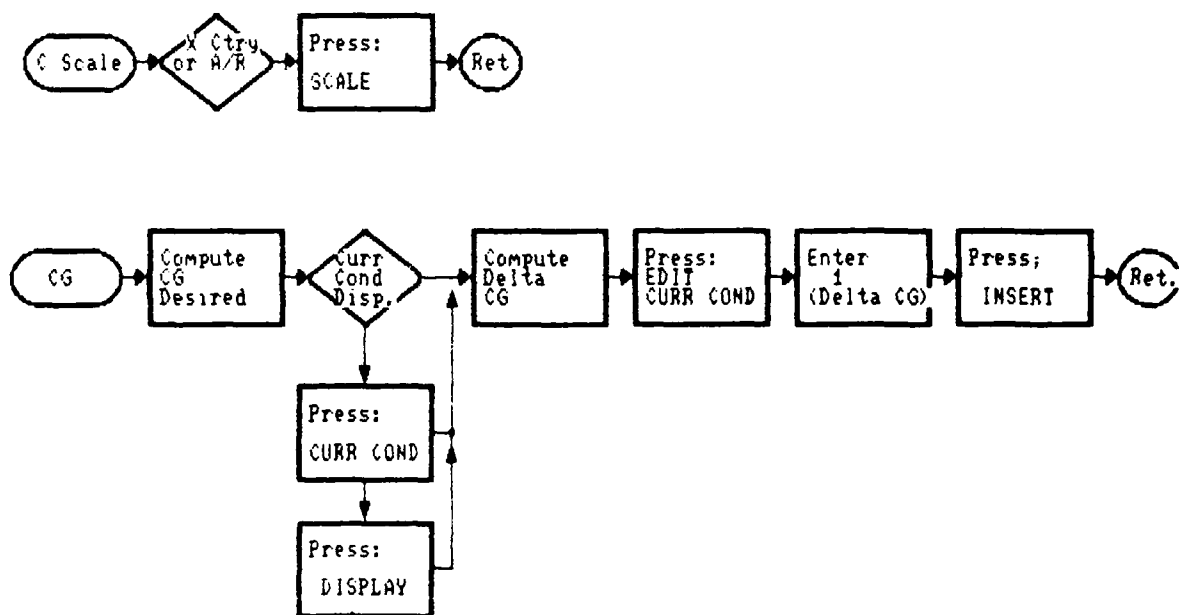 C Scale
X Ctry
or A/R
Press:
SCALE
Ret
CG
Compute
CG
Desired
Curr
Cond
Disp.
Compute
Delta
CG
Press:
EDIT
CURR COND
Enter
1
(Delta CG)
Press;
INSERT
Ret.
Press:
CURR COND
Press:
DISPLAY